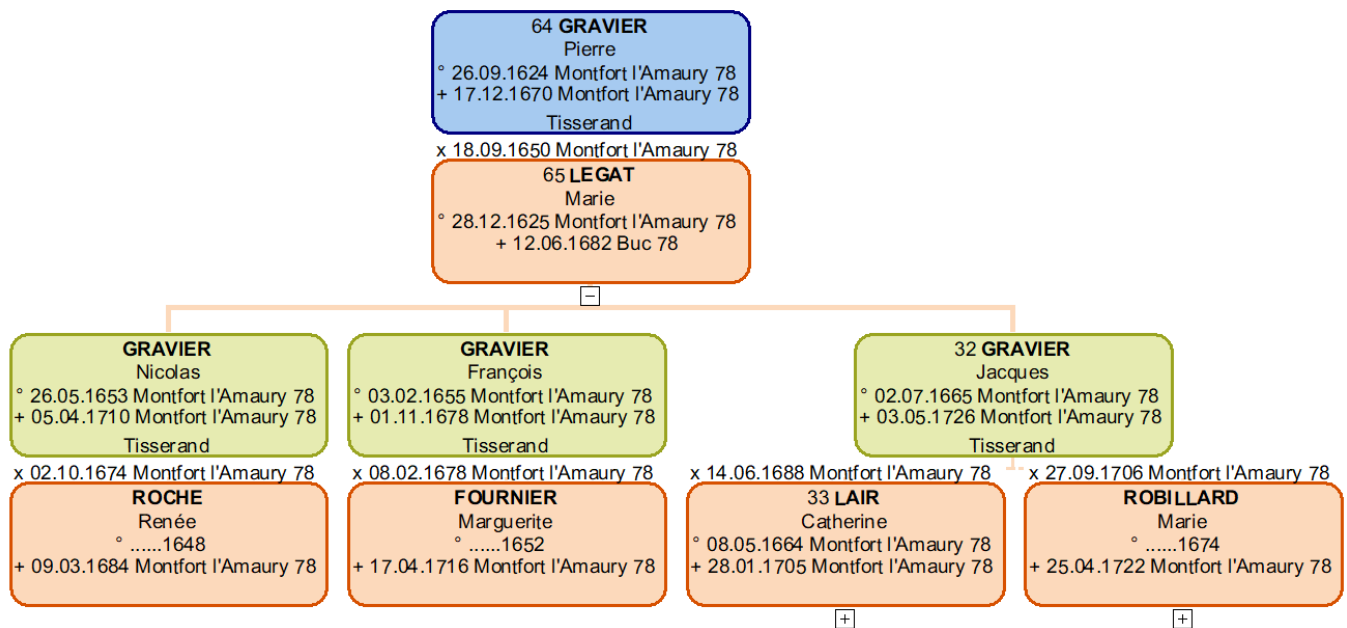 64 GRAVIER
Pierre
° 26.09.1624 Montfort l'Amaury 78
+ 17.12.1670 Montfort l'Amaury 78
Tisserand
x 18.09.1650 Montfort l'Amaury 78
65 LEGAT
Marie
° 28.12.1625 Montfort l'Amaury 78
+ 12.06.1682 Buc 78
GRAVIER
Nicolas
° 26.05.1653 Montfort l'Amaury 78
+ 05.04.1710 Montfort l'Amaury 78
Tisserand
x 02.10.1674 Montfort l'Amaury 78
ROCHE
Renée
° ......1648
+ 09.03.1684 Montfort l'Amaury 78
GRAVIER
François
° 03.02.1655 Montfort l'Amaury 78
+ 01.11.1678 Montfort l'Amaury 78
Tisserand
x 08.02.1678 Montfort l'Amaury 78
FOURNIER
Marguerite
° ......1652
+ 17.04.1716 Montfort l'Amaury 78
32 GRAVIER
Jacques
° 02.07.1665 Montfort l'Amaury 78
+ 03.05.1726 Montfort l'Amaury 78
Tisserand
x 14.06.1688 Montfort l'Amaury 78
33 LAIR
Catherine
° 08.05.1664 Montfort l'Amaury 78
+ 28.01.1705 Montfort l'Amaury 78
x 27.09.1706 Montfort l'Amaury 78
ROBILLARD
Marie
° ......1674
+ 25.04.1722 Montfort l'Amaury 78